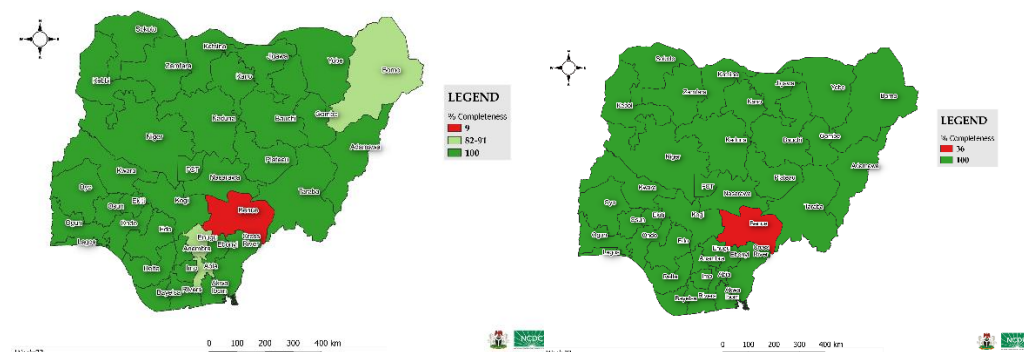 N
Sokoto
Katsina
Jigawa
Yobe
Borno
Zamfara
Kano
Kebbi
Gombe
Kaduna
Bauchi
Niger
Adamawa
Plateau
FCT
Kwara
Nasarawa
Oyo
Taraba
Ekiti
Kogi
Osun
Benue
Ondo
Ogun
Edo
Enugu
Cross
River
Lagos
Ebonyi
Anambra
Delta
Imo
Abia
Bayelsa
Rivers
Akwa
Ibom
LEGEND
% Completeness
9
82-91
100
0 100 200 300 400 km
NCDC
N
Sokoto
Katsina
Jigawa
Yobe
Borno
Zamfara
Kano
Kebbi
Gombe
Kaduna
Bauchi
Niger
Adamawa
Plateau
FCT
Kwara
Nasarawa
Oyo
Taraba
Osun
Kogi
Benue
Ondo
Ogun
Edo
Enugu
Cross
River
Lagos
Ebonyi
Anambra
Delta
Imo
Abia
Bayelsa
Rivers
Akwa
Ibom
LEGEND
% Completeness
36
100
0 100 200 300 400 km
NCDC